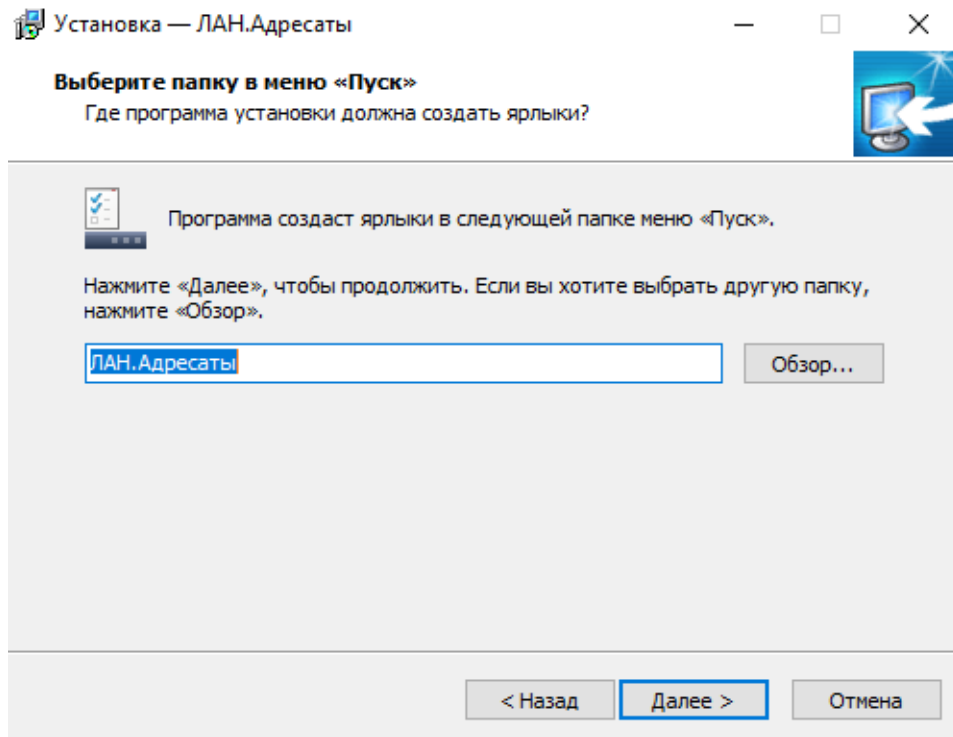 Установка — ЛАН.Адресаты
Выберите папку в меню «Пуск»
Где программа установки должна создать ярлыки?
Программа создаст ярлыки в следующей папке меню «Пуск».
Нажмите «Далее», чтобы продолжить. Если вы хотите выбрать другую папку,
нажмите «Обзор».
ЛАН.Адресаты
Обзор...
< Назад
Далее >
Отмена